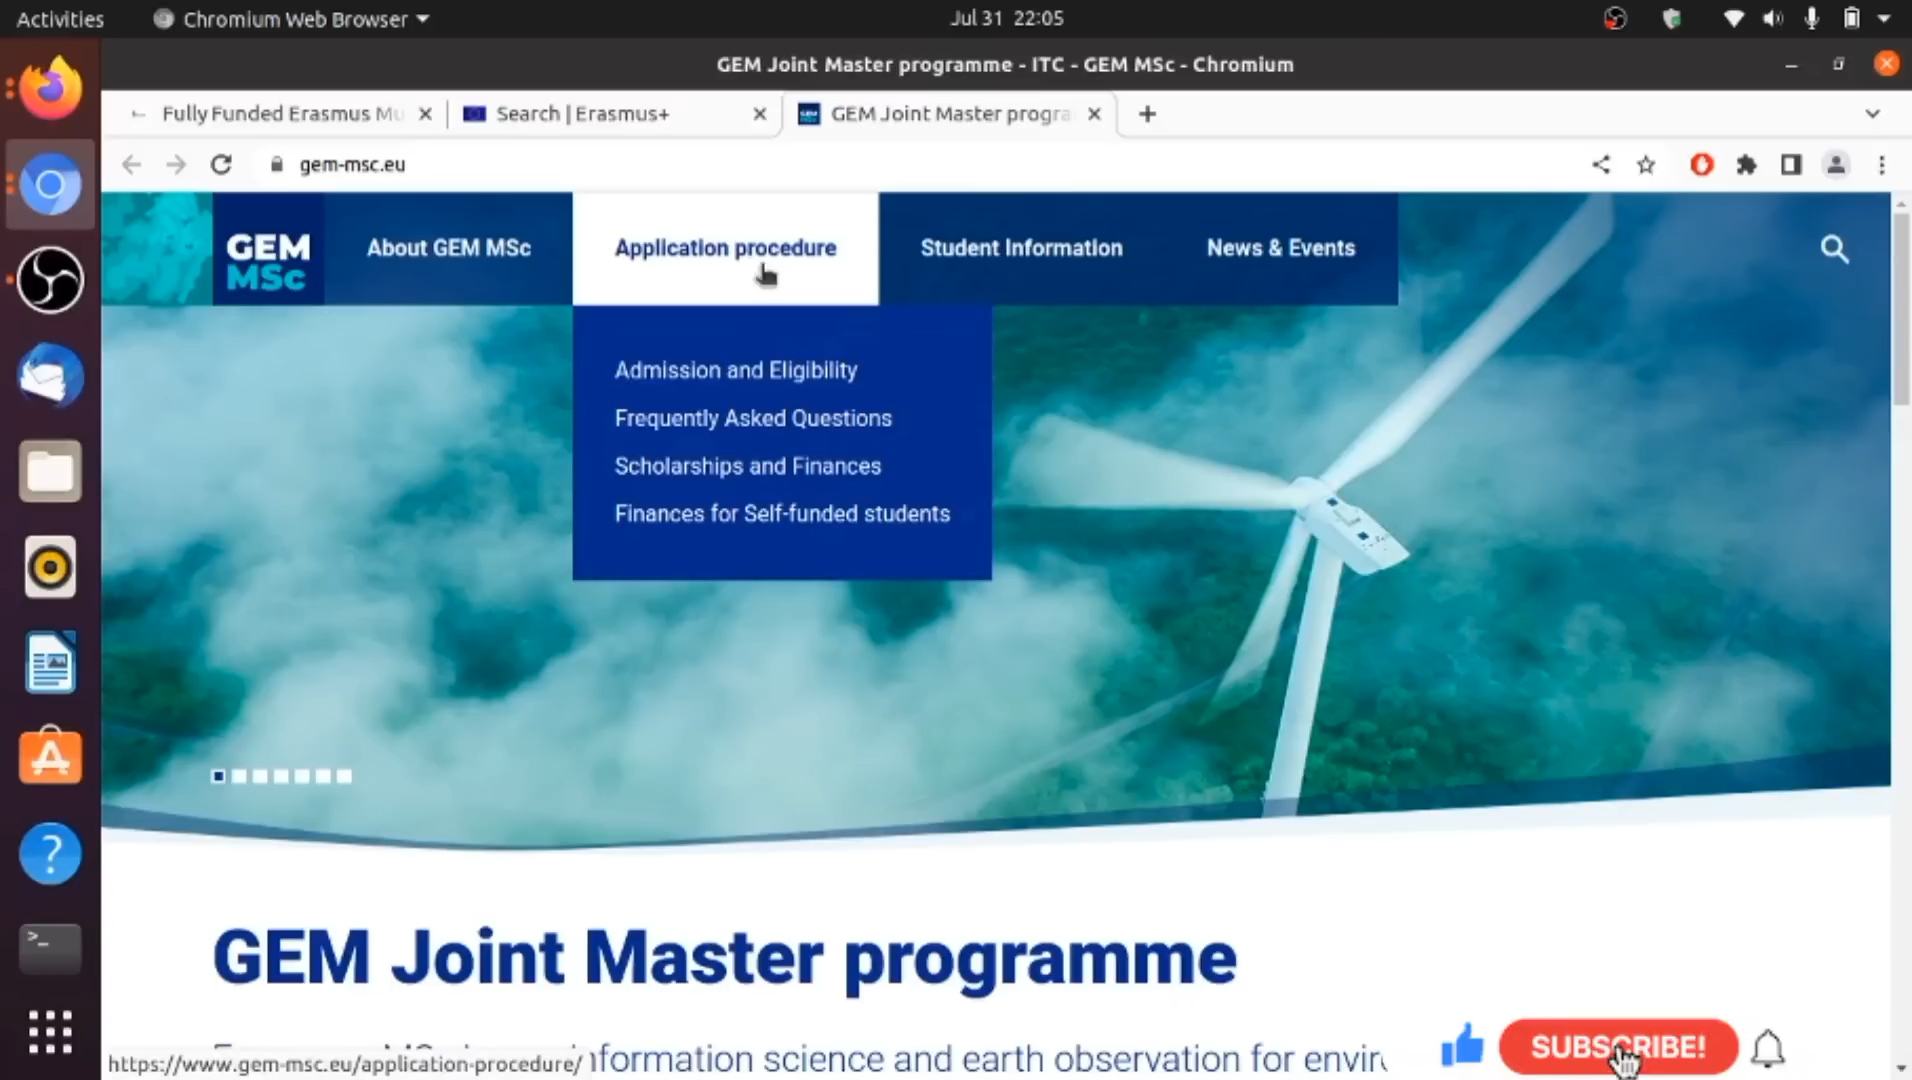 Activities
Chromium Web Browser
Jul 31 22:05
GEM Joint Master programme - ITC - GEM MSc - Chromium
Fully Funded Erasmus Mu
Search | Erasmus+
GEM Joint Master progra
gem-msc.eu
GEM
MSc
About GEM MSc
Application procedure
Student Information
News & Events
Admission and Eligibility
Frequently Asked Questions
Scholarships and Finances
Finances for Self-funded students
GEM Joint Master programme
information science and earth observation for
https://www.gem-msc.eu/application-procedure/
SUBSCRIBE!